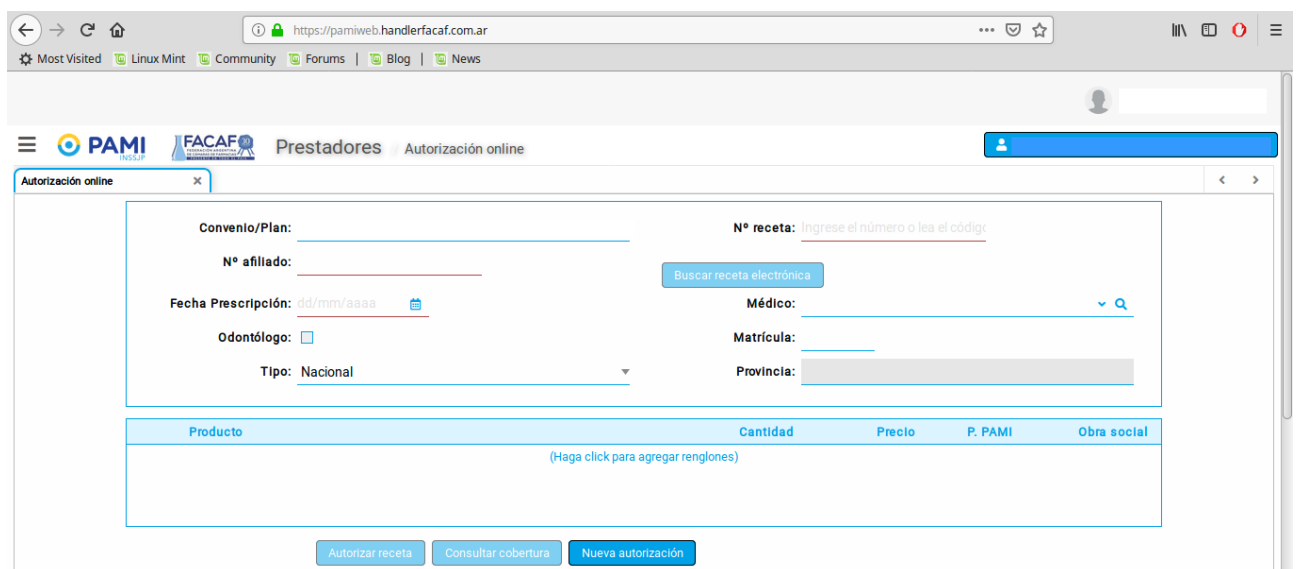 https://pamiweb.handlerfacaf.com.ar
Most Visited Linux Mint Community Forums | Blog | News
PAMI
INSSJP
FACAF
Prestadores / Autorización online
Autorización online ×
Convenio/Plan:
Nº receta: Ingrese el número o lea el códigc
Nº afiliado:
Buscar receta electrónica
Fecha Prescripción: dd/mm/aaaa
Médico:
Odontólogo:
Matrícula:
Tipo: Nacional
Provincia:
Producto Cantidad Precio P. PAMI Obra social
(Haga click para agregar renglones)
Autorizar receta Consultar cobertura Nueva autorización